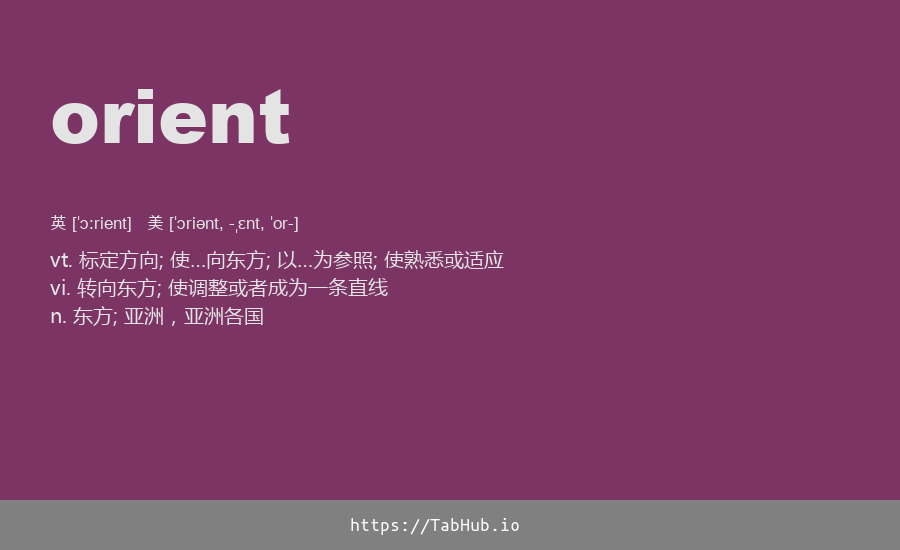 orient
英 ['ɔ:rient] 美 ['ɔriənt, -ˌɛnt, 'or-]
vt. 标定方向; 使...向东方; 以...为参照; 使熟悉或适应
vi. 转向东方; 使调整或者成为一条直线
n. 东方; 亚洲，亚洲各国
https://TabHub.io